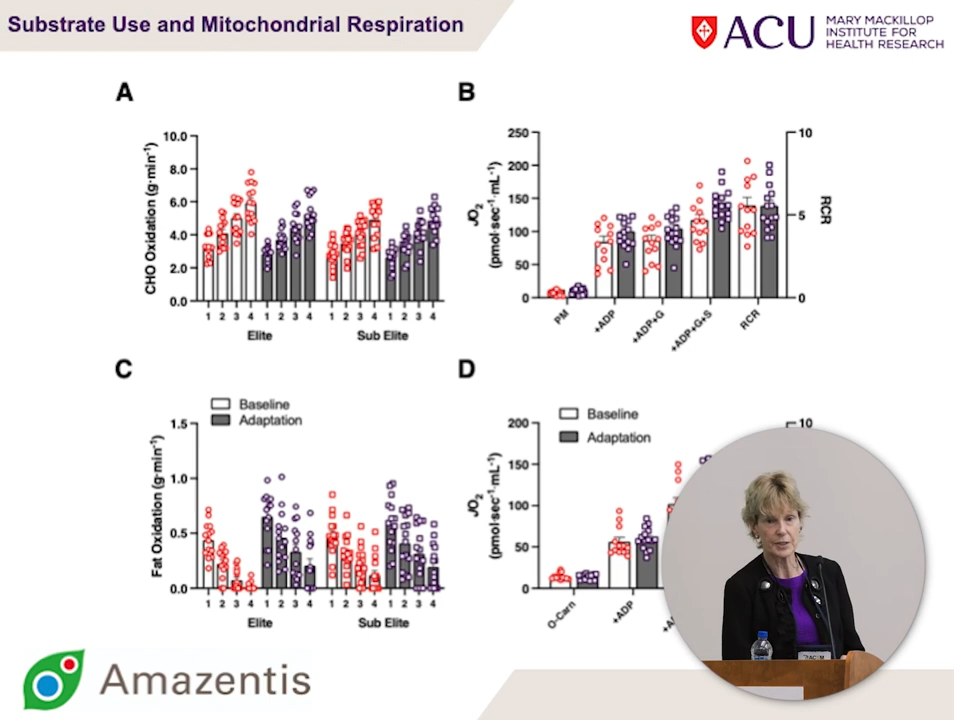 Substrate Use and Mitochondrial Respiration
ACU
MARY MACKILLOP
INSTITUTE FOR
HEALTH RESEARCH
A
CHO Oxidation (g·min⁻¹)
10.0
8.0
6.0
4.0
2.0
0.0
1 2 3 4 1 2 3 4 1 2 3 4 1 2 3 4
Elite Sub Elite
B
JO₂
(pmol·sec⁻¹·mL⁻¹)
250
200
150
100
50
0
10
5
0
RCR
PM
+ADP
+ADP+G
+ADP+G+S
RCR
C
Baseline
Adaptation
Fat Oxidation (g·min⁻¹)
1.5
1.0
0.5
0.0
1 2 3 4 1 2 3 4 1 2 3 4 1 2 3 4
Elite Sub Elite
D
Baseline
Adaptation
JO₂
(pmol·sec⁻¹·mL⁻¹)
200
150
100
50
0
10
O-Carn
+ADP
Amazentis